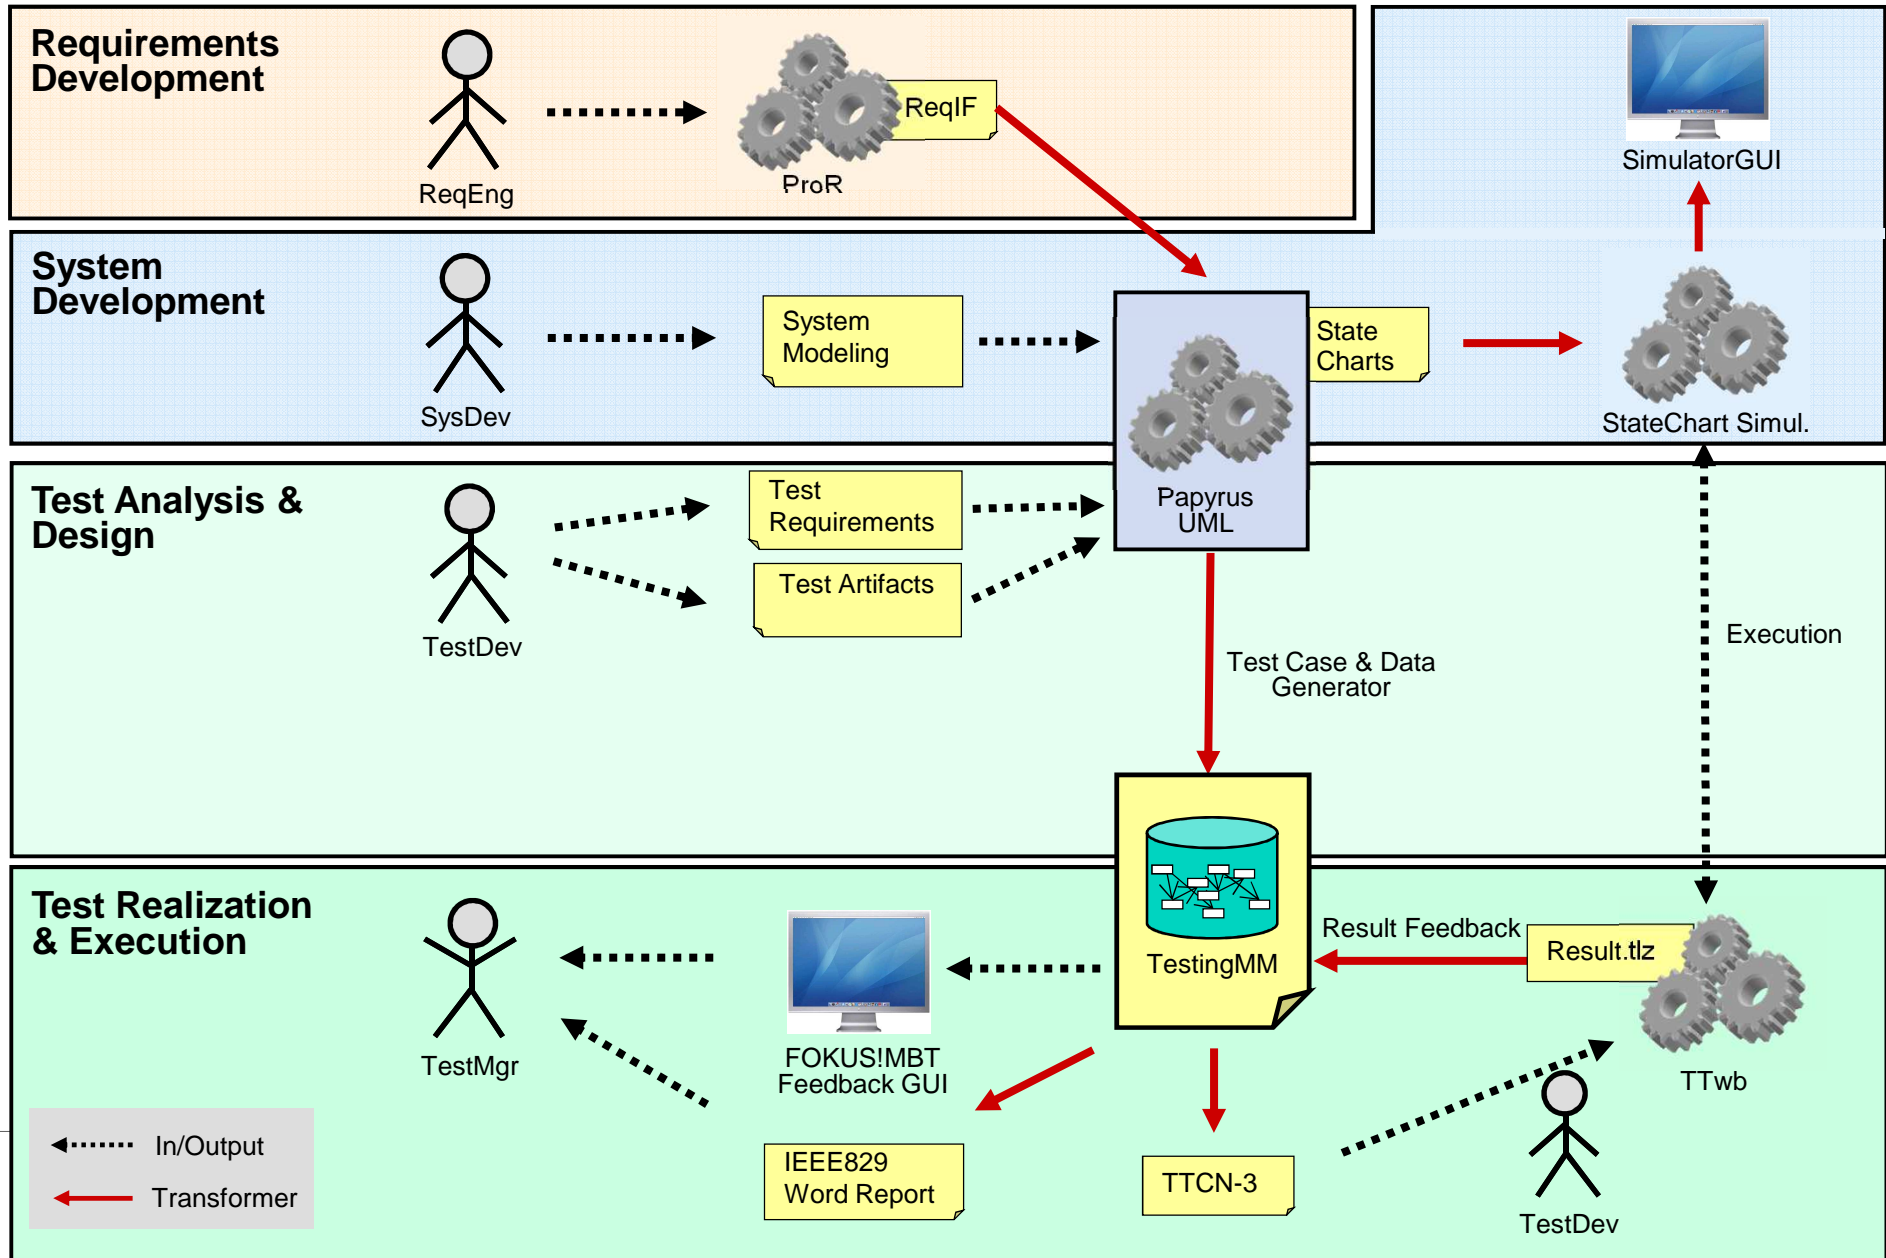 Requirements
Development
ReqEng
ReqIF
ProR
SimulatorGUI
System
Development
SysDev
System
Modeling
State
Charts
StateChart Simul.
Papyrus
UML
Test Analysis &
Design
TestDev
Test
Requirements
Test Artifacts
Test Case & Data
Generator
Execution
Test Realization
& Execution
TestMgr
FOKUS!MBT
Feedback GUI
TestingMM
Result Feedback
Result.tlz
TTwb
IEEE829
Word Report
TTCN-3
TestDev
In/Output
Transformer